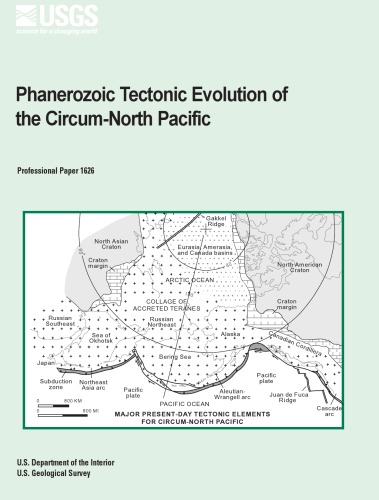 USGS
science for a changing world
Phanerozoic Tectonic Evolution of
the Circum-North Pacific
Professional Paper 1626
Gakkel
Ridge
North Asian
Craton
Eurasia, Amerasia,
and Canada basins
Craton
margin
North American
Craton
ARCTIC OCEAN
COLLAGE OF
ACCRETED TERANES
Craton
margin
Russian
Southeast
Russian
Northeast
Sea of
Okhotsk
Alaska
Canadian Cordillera
Bering Sea
Japan
Subduction
zone
Northeast
Asia arc
Pacific
plate
Aleutian-
Wrangell arc
Pacific
plate
Juan de Fuca
Ridge
Cascade
arc
0 800 KM
0 800 MI
PACIFIC OCEAN
MAJOR PRESENT-DAY TECTONIC ELEMENTS
FOR CIRCUM-NORTH PACIFIC
U.S. Department of the Interior
U.S. Geological Survey